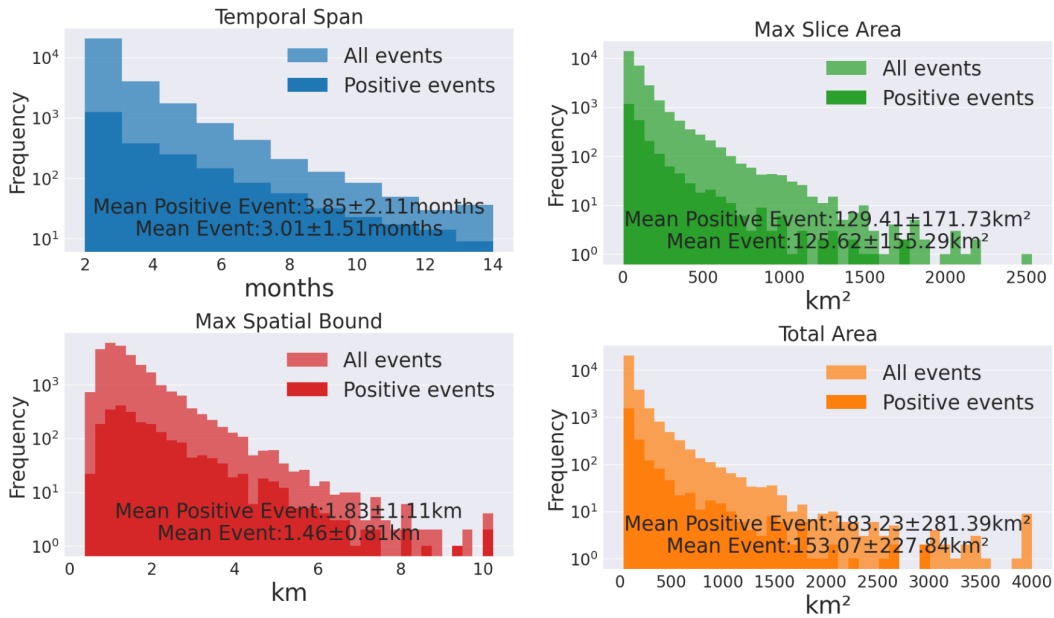 Temporal Span
10⁴
10³
10²
10¹
Frequency
All events
Positive events
Mean Positive Event:3.85±2.11months
Mean Event:3.01±1.51months
2 4 6 8 10 12 14
months
Max Slice Area
10⁴
10³
10²
10¹
10⁰
Frequency
All events
Positive events
Mean Positive Event:129.41±171.73km²
Mean Event:125.62±155.29km²
0 500 1000 1500 2000 2500
km²
Max Spatial Bound
10³
10²
10¹
10⁰
Frequency
All events
Positive events
Mean Positive Event:1.83±1.11km
Mean Event:1.46±0.81km
0 2 4 6 8 10
km
Total Area
10⁴
10³
10²
10¹
10⁰
Frequency
All events
Positive events
Mean Positive Event:183.23±281.39km²
Mean Event:153.07±227.84km²
0 500 1000 1500 2000 2500 3000 3500 4000
km²